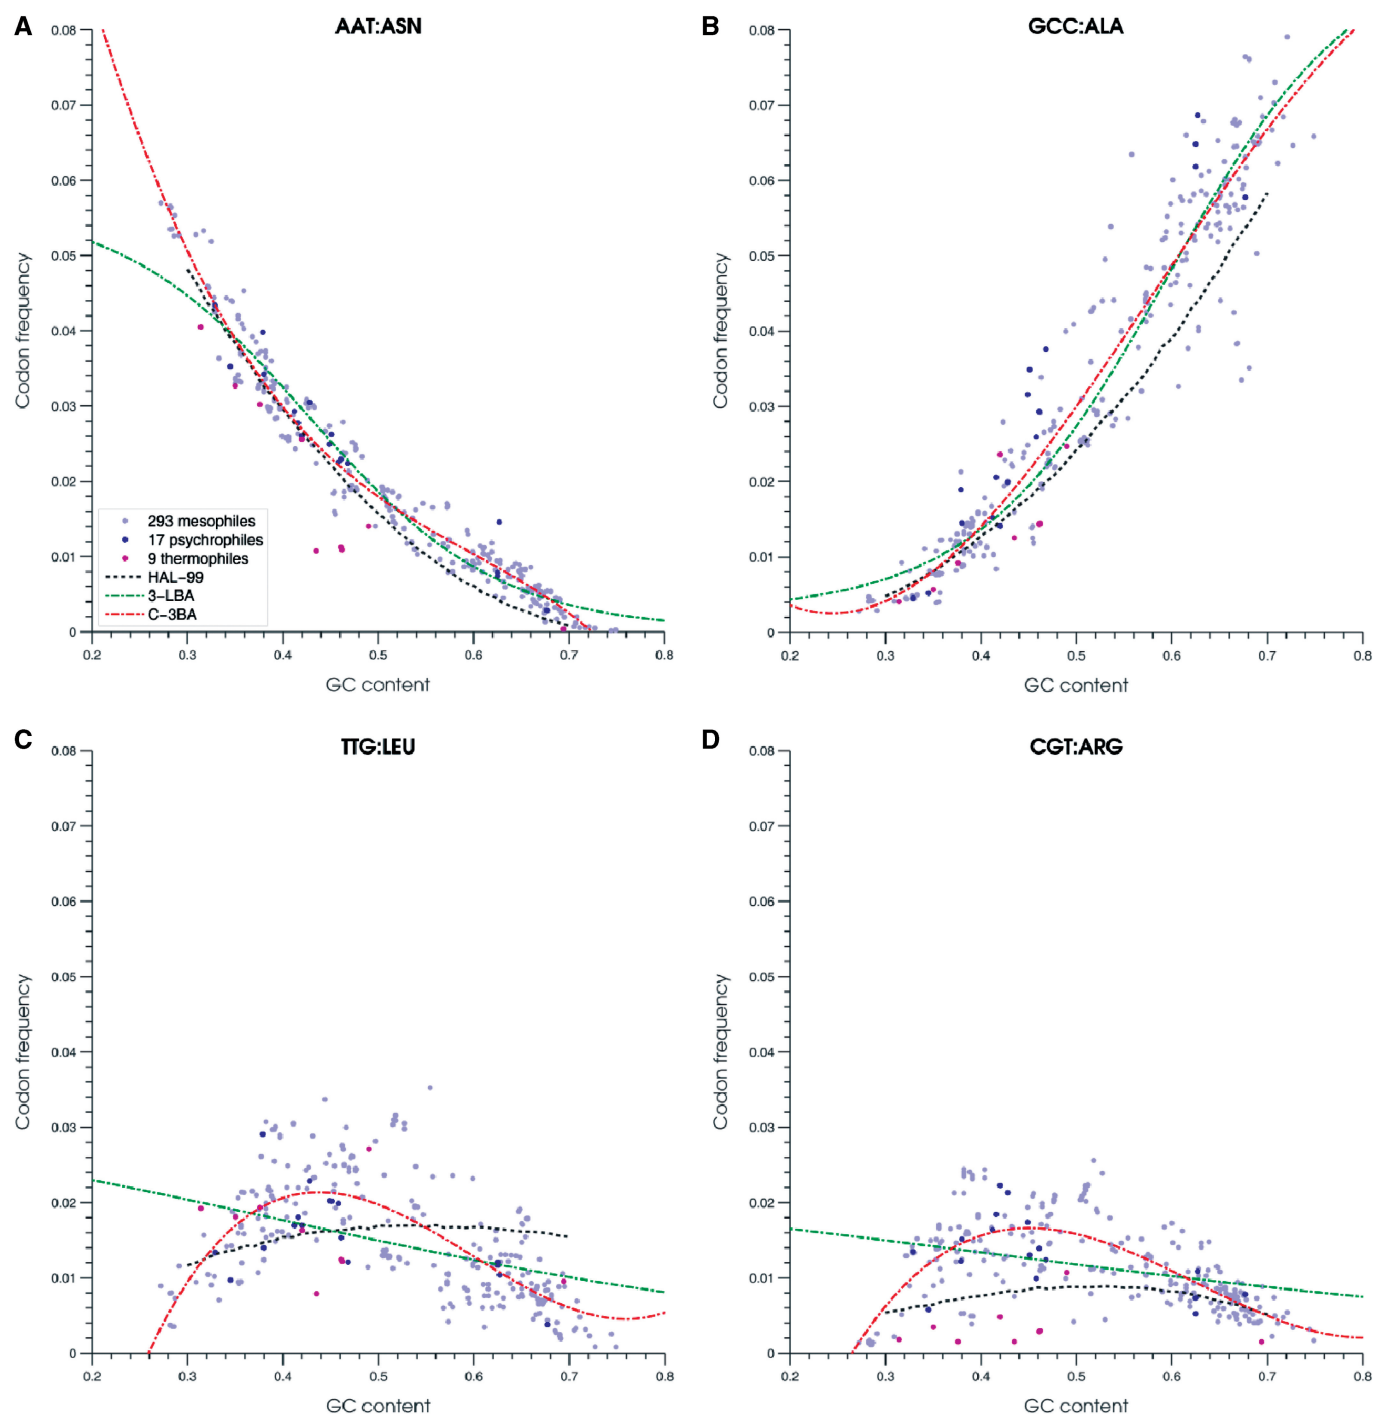 A
AAT:ASN
0.08
0.07
0.06
0.05
0.04
0.03
0.02
0.01
0
Codon frequency
293 mesophiles
17 psychrophiles
9 thermophiles
HAL-99
3-LBA
C-3BA
0.2 0.3 0.4 0.5 0.6 0.7 0.8
GC content
B
GCC:ALA
0.08
0.07
0.06
0.05
0.04
0.03
0.02
0.01
0
Codon frequency
0.2 0.3 0.4 0.5 0.6 0.7 0.8
GC content
C
TTG:LEU
0.08
0.07
0.06
0.05
0.04
0.03
0.02
0.01
0
Codon frequency
0.2 0.3 0.4 0.5 0.6 0.7 0.8
GC content
D
CGT:ARG
0.08
0.07
0.06
0.05
0.04
0.03
0.02
0.01
0
Codon frequency
0.2 0.3 0.4 0.5 0.6 0.7 0.8
GC content